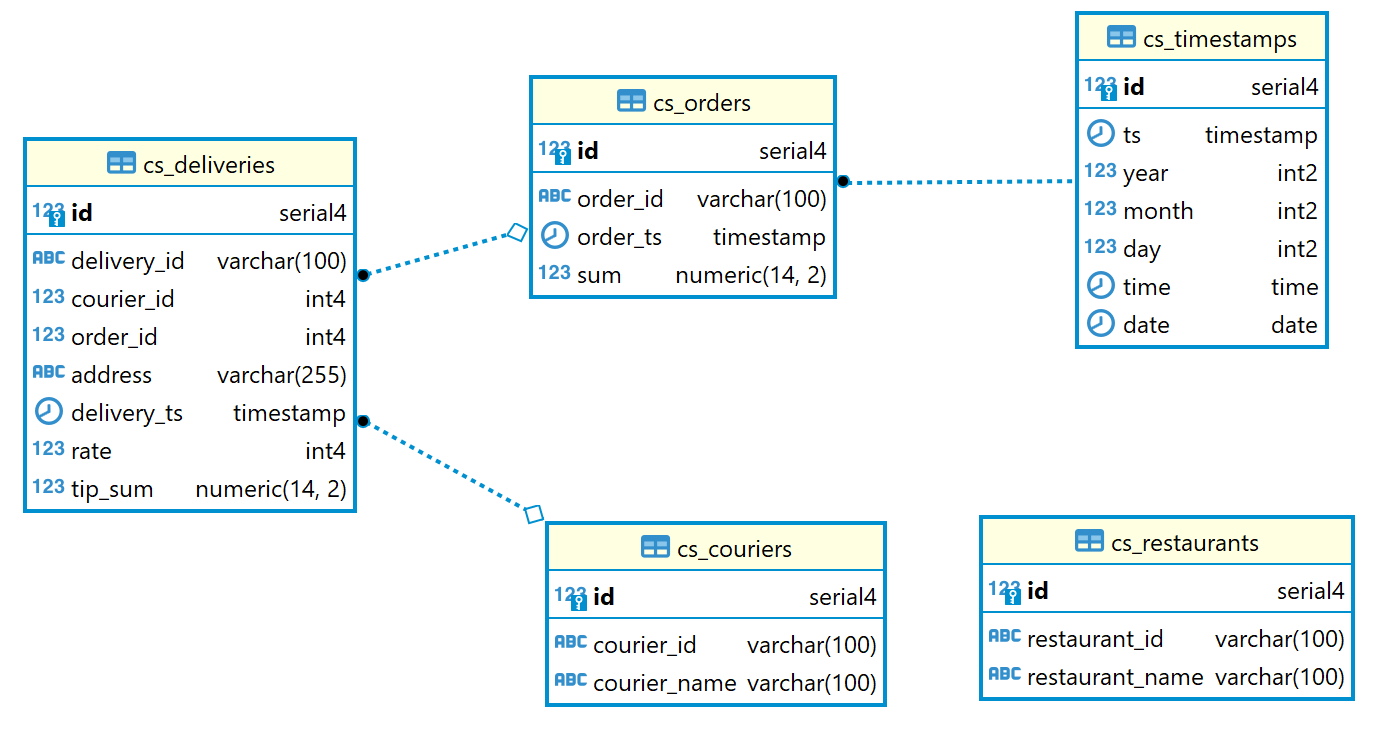 cs_deliveries
123 id serial4
ABC delivery_id varchar(100)
123 courier_id int4
123 order_id int4
ABC address varchar(255)
delivery_ts timestamp
123 rate int4
123 tip_sum numeric(14, 2)
cs_orders
123 id serial4
ABC order_id varchar(100)
order_ts timestamp
123 sum numeric(14, 2)
cs_timestamps
123 id serial4
ts timestamp
123 year int2
123 month int2
123 day int2
time time
date date
cs_couriers
123 id serial4
ABC courier_id varchar(100)
ABC courier_name varchar(100)
cs_restaurants
123 id serial4
ABC restaurant_id varchar(100)
ABC restaurant_name varchar(100)